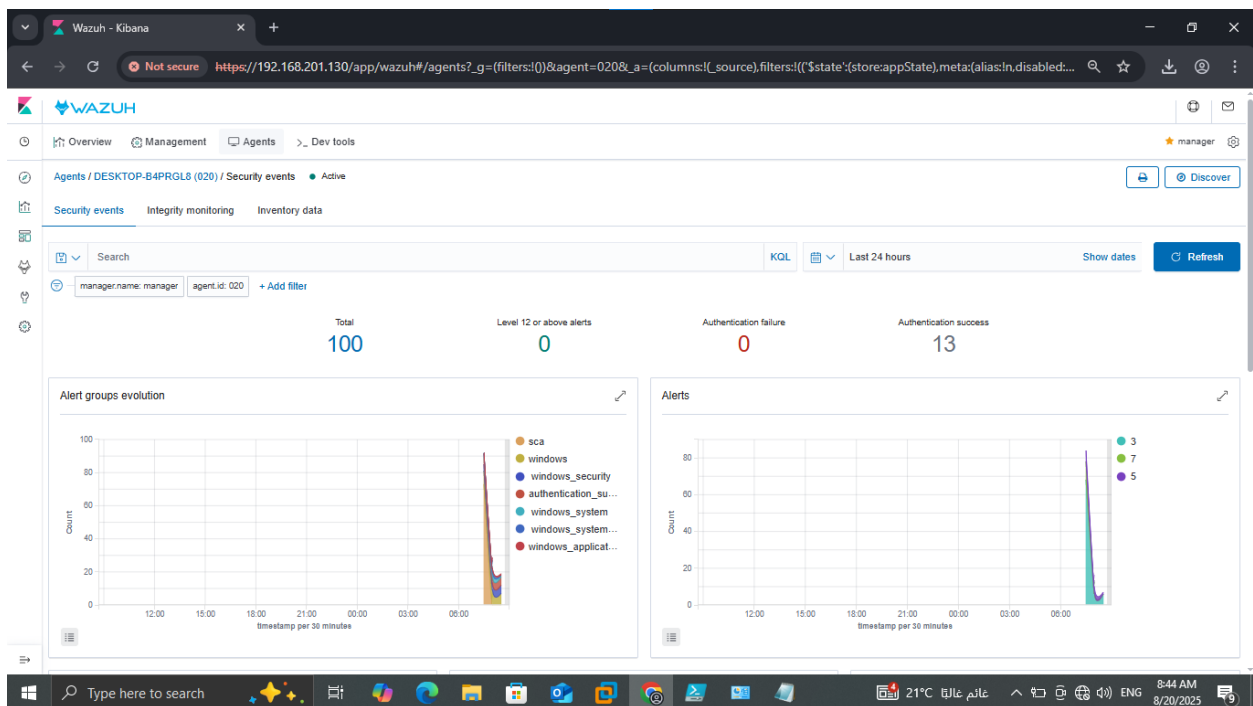 Wazuh - Kibana
Not secure https://192.168.201.130/app/wazuh#/agents?_g=(filters:!())&agent=020&_a=(columns:!(_source),filters:!(('$state':(store:appState),meta:(alias:!n,disabled:...
WAZUH
Overview Management Agents >_ Dev tools manager
Agents / DESKTOP-B4PRGL8 (020) / Security events Active Discover
Security events Integrity monitoring Inventory data
Search KQL Last 24 hours Show dates Refresh
manager.name: manager agent.id: 020 + Add filter
Total Level 12 or above alerts Authentication failure Authentication success
100 0 0 13
Alert groups evolution
Count
100
80
60
40
20
0
12:00 15:00 18:00 21:00 00:00 03:00 06:00
timestamp per 30 minutes
sca
windows
windows_security
authentication_su...
windows_system
windows_system...
windows_applicat...
Alerts
Count
80
60
40
20
0
12:00 15:00 18:00 21:00 00:00 03:00 06:00
timestamp per 30 minutes
3
7
5
Type here to search 21°C غائم غالبًا ENG 8:44 AM
8/20/2025